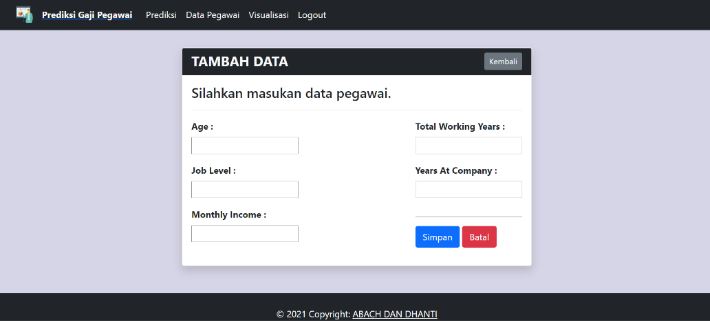 Prediksi Gaji Pegawai Prediksi Data Pegawai Visualisasi Logout
TAMBAH DATA Kembali
Silahkan masukan data pegawai.
Age : Total Working Years :
Job Level : Years At Company :
Monthly Income :
Simpan Batal
© 2021 Copyright: ABACH DAN DHANTI